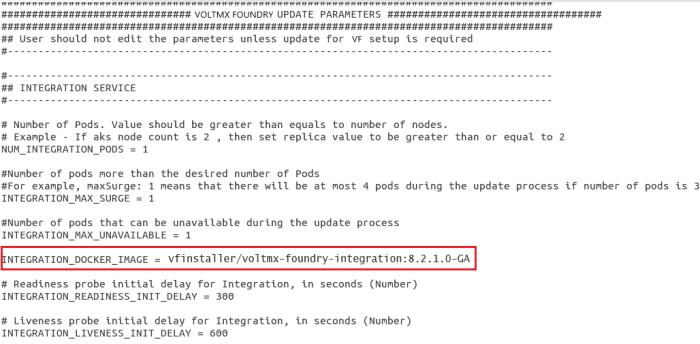 ############################################################################################
################################ VOLTMX FOUNDRY UPDATE PARAMETERS ####################################
############################################################################################
## User should not edit the parameters unless update for VF setup is required
#-------------------------------------------------------------------------------------------
#-------------------------------------------------------------------------------------------
## INTEGRATION SERVICE
#-------------------------------------------------------------------------------------------
# Number of Pods. Value should be greater than equals to number of nodes.
# Example - If aks node count is 2 , then set replica value to be greater than or equal to 2
NUM_INTEGRATION_PODS = 1
#Number of pods more than the desired number of Pods
#For example, maxSurge: 1 means that there will be at most 4 pods during the update process if number of pods is 3
INTEGRATION_MAX_SURGE = 1
#Number of pods that can be unavailable during the update process
INTEGRATION_MAX_UNAVAILABLE = 1
INTEGRATION_DOCKER_IMAGE = vfinstaller/voltmx-foundry-integration:8.2.1.0-GA
# Readiness probe initial delay for Integration, in seconds (Number)
INTEGRATION_READINESS_INIT_DELAY = 300
# Liveness probe initial delay for Integration, in seconds (Number)
INTEGRATION_LIVENESS_INIT_DELAY = 600